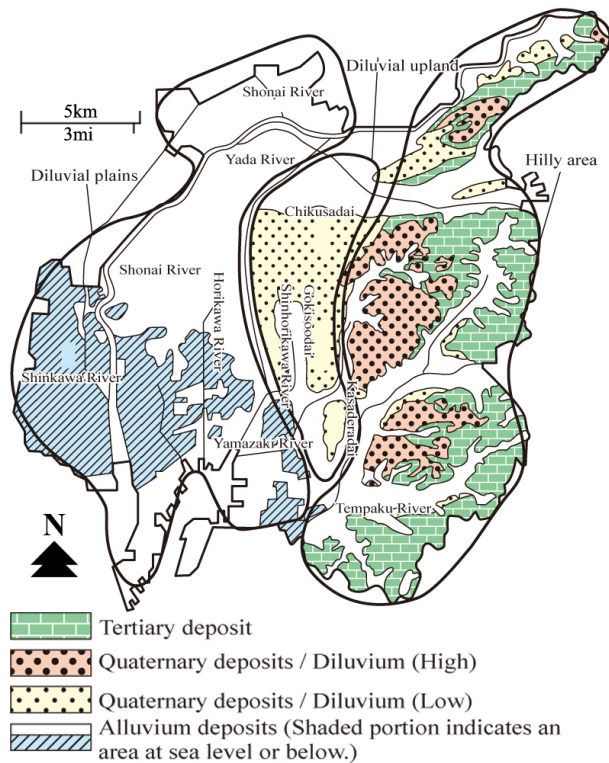 Shonai River
Diluvial upland
5km
3mi
Yada River
Hilly area
Diluvial plains
Chikusadai
Shonai River
Horikawa River
Shinhorikawa River
Gokisoodai
Shinkawa River
Kasaderadai
Yamazaki River
Tempaku River
N
Tertiary deposit
Quaternary deposits / Diluvium (High)
Quaternary deposits / Diluvium (Low)
Alluvium deposits (Shaded portion indicates an
area at sea level or below.)